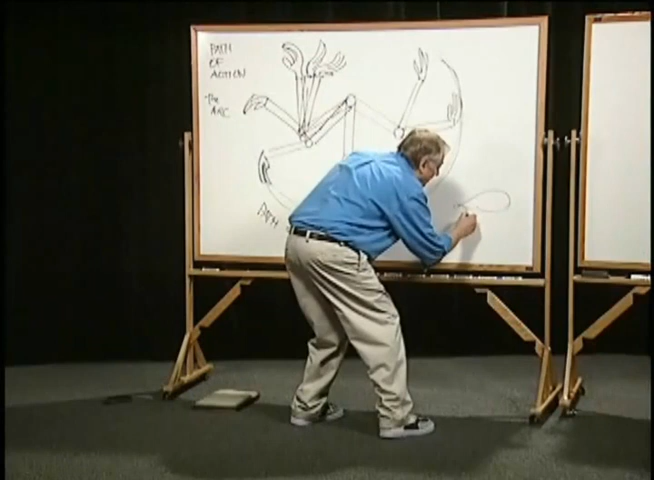 PATH
OF
ACTION
The
ARC
PATH